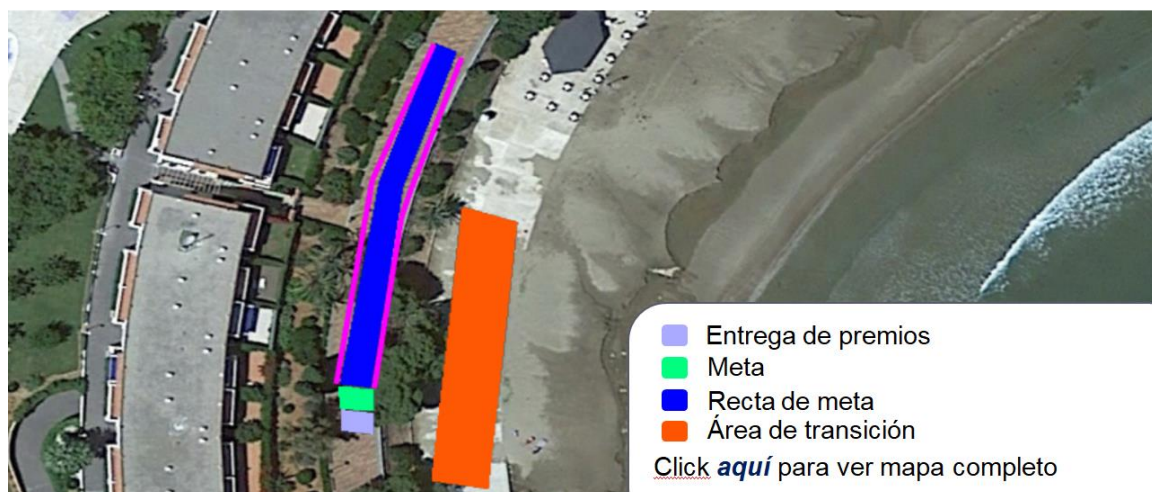 Entrega de premios
Meta
Recta de meta
Área de transición
Click aquí para ver mapa completo